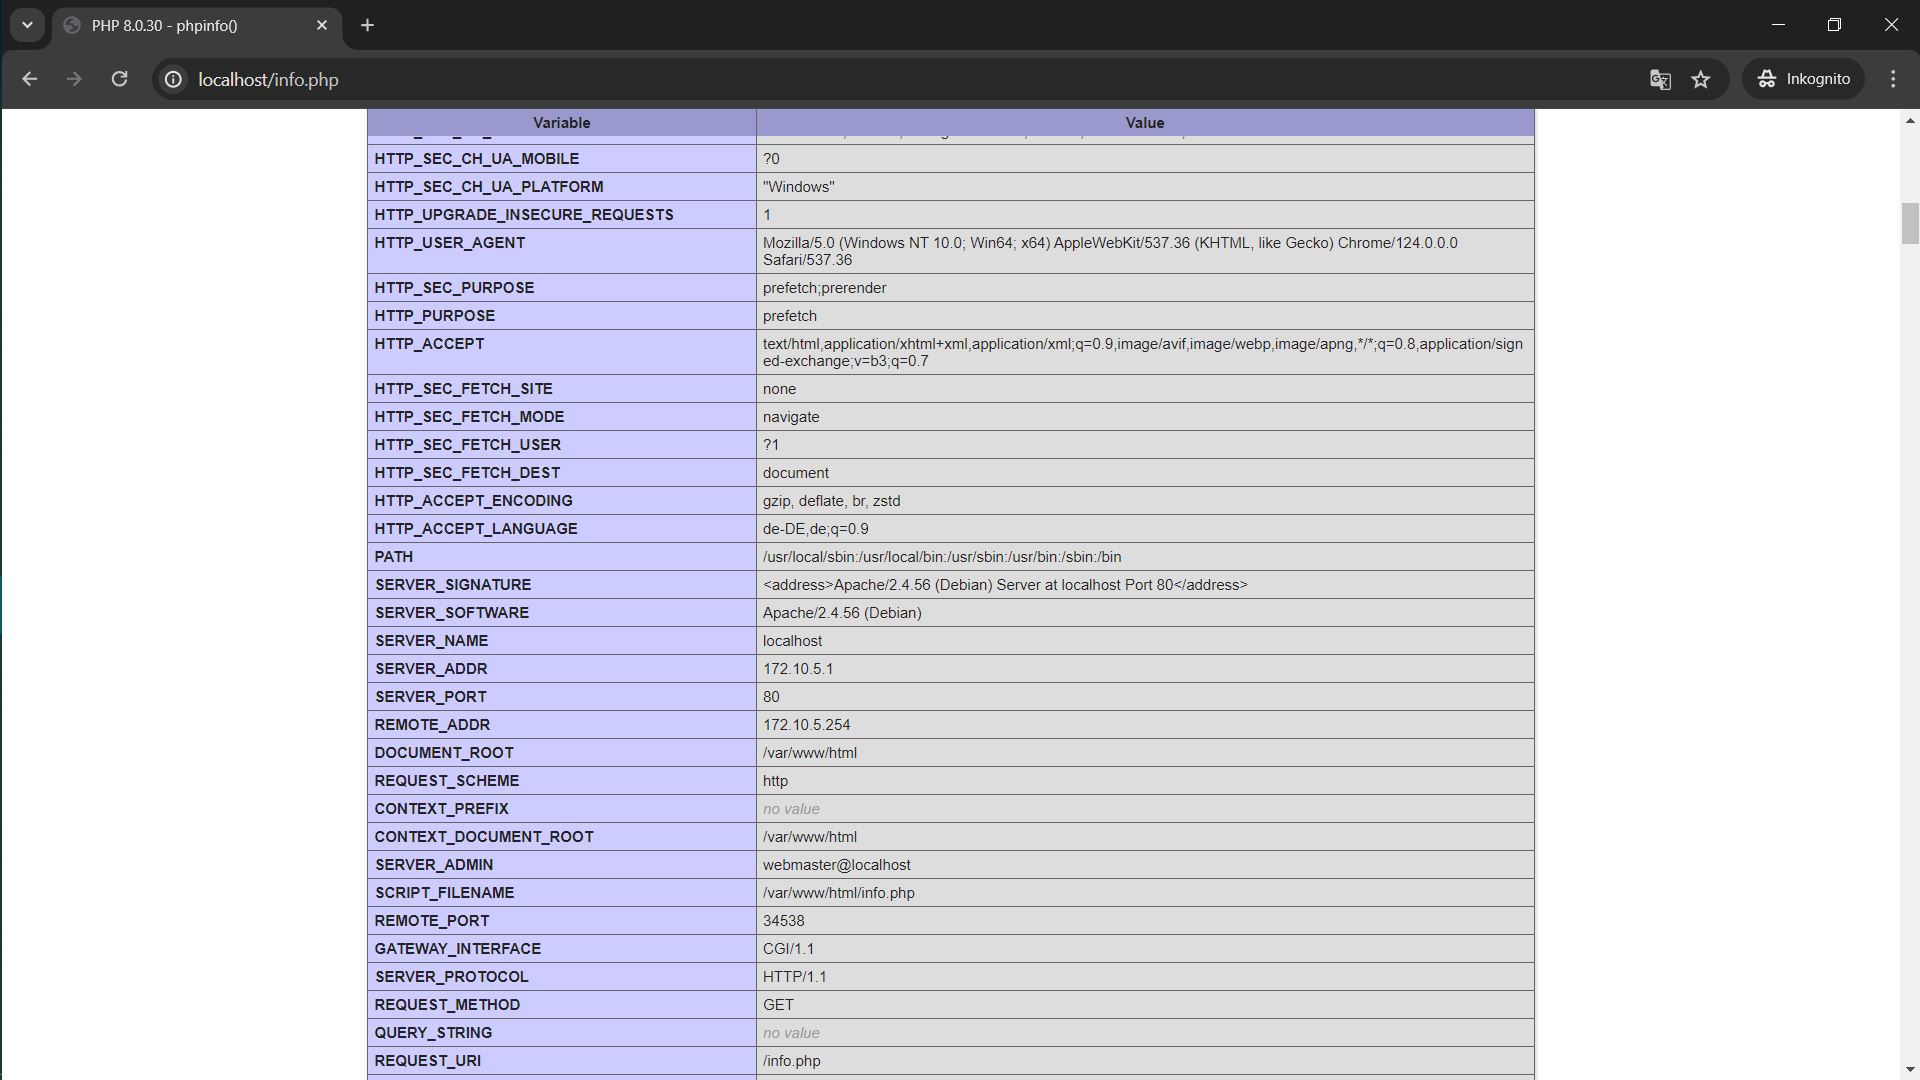 PHP 8.0.30 - phpinfo()
localhost/info.php
Inkognito
Variable Value
HTTP_SEC_CH_UA_MOBILE ?0
HTTP_SEC_CH_UA_PLATFORM "Windows"
HTTP_UPGRADE_INSECURE_REQUESTS 1
HTTP_USER_AGENT Mozilla/5.0 (Windows NT 10.0; Win64; x64) AppleWebKit/537.36 (KHTML, like Gecko) Chrome/124.0.0.0
Safari/537.36
HTTP_SEC_PURPOSE prefetch;prerender
HTTP_PURPOSE prefetch
HTTP_ACCEPT text/html,application/xhtml+xml,application/xml;q=0.9,image/avif,image/webp,image/apng,*/*;q=0.8,application/sign
ed-exchange;v=b3;q=0.7
HTTP_SEC_FETCH_SITE none
HTTP_SEC_FETCH_MODE navigate
HTTP_SEC_FETCH_USER ?1
HTTP_SEC_FETCH_DEST document
HTTP_ACCEPT_ENCODING gzip, deflate, br, zstd
HTTP_ACCEPT_LANGUAGE de-DE,de;q=0.9
PATH /usr/local/sbin:/usr/local/bin:/usr/sbin:/usr/bin:/sbin:/bin
SERVER_SIGNATURE <address>Apache/2.4.56 (Debian) Server at localhost Port 80</address>
SERVER_SOFTWARE Apache/2.4.56 (Debian)
SERVER_NAME localhost
SERVER_ADDR 172.10.5.1
SERVER_PORT 80
REMOTE_ADDR 172.10.5.254
DOCUMENT_ROOT /var/www/html
REQUEST_SCHEME http
CONTEXT_PREFIX no value
CONTEXT_DOCUMENT_ROOT /var/www/html
SERVER_ADMIN webmaster@localhost
SCRIPT_FILENAME /var/www/html/info.php
REMOTE_PORT 34538
GATEWAY_INTERFACE CGI/1.1
SERVER_PROTOCOL HTTP/1.1
REQUEST_METHOD GET
QUERY_STRING no value
REQUEST_URI /info.php